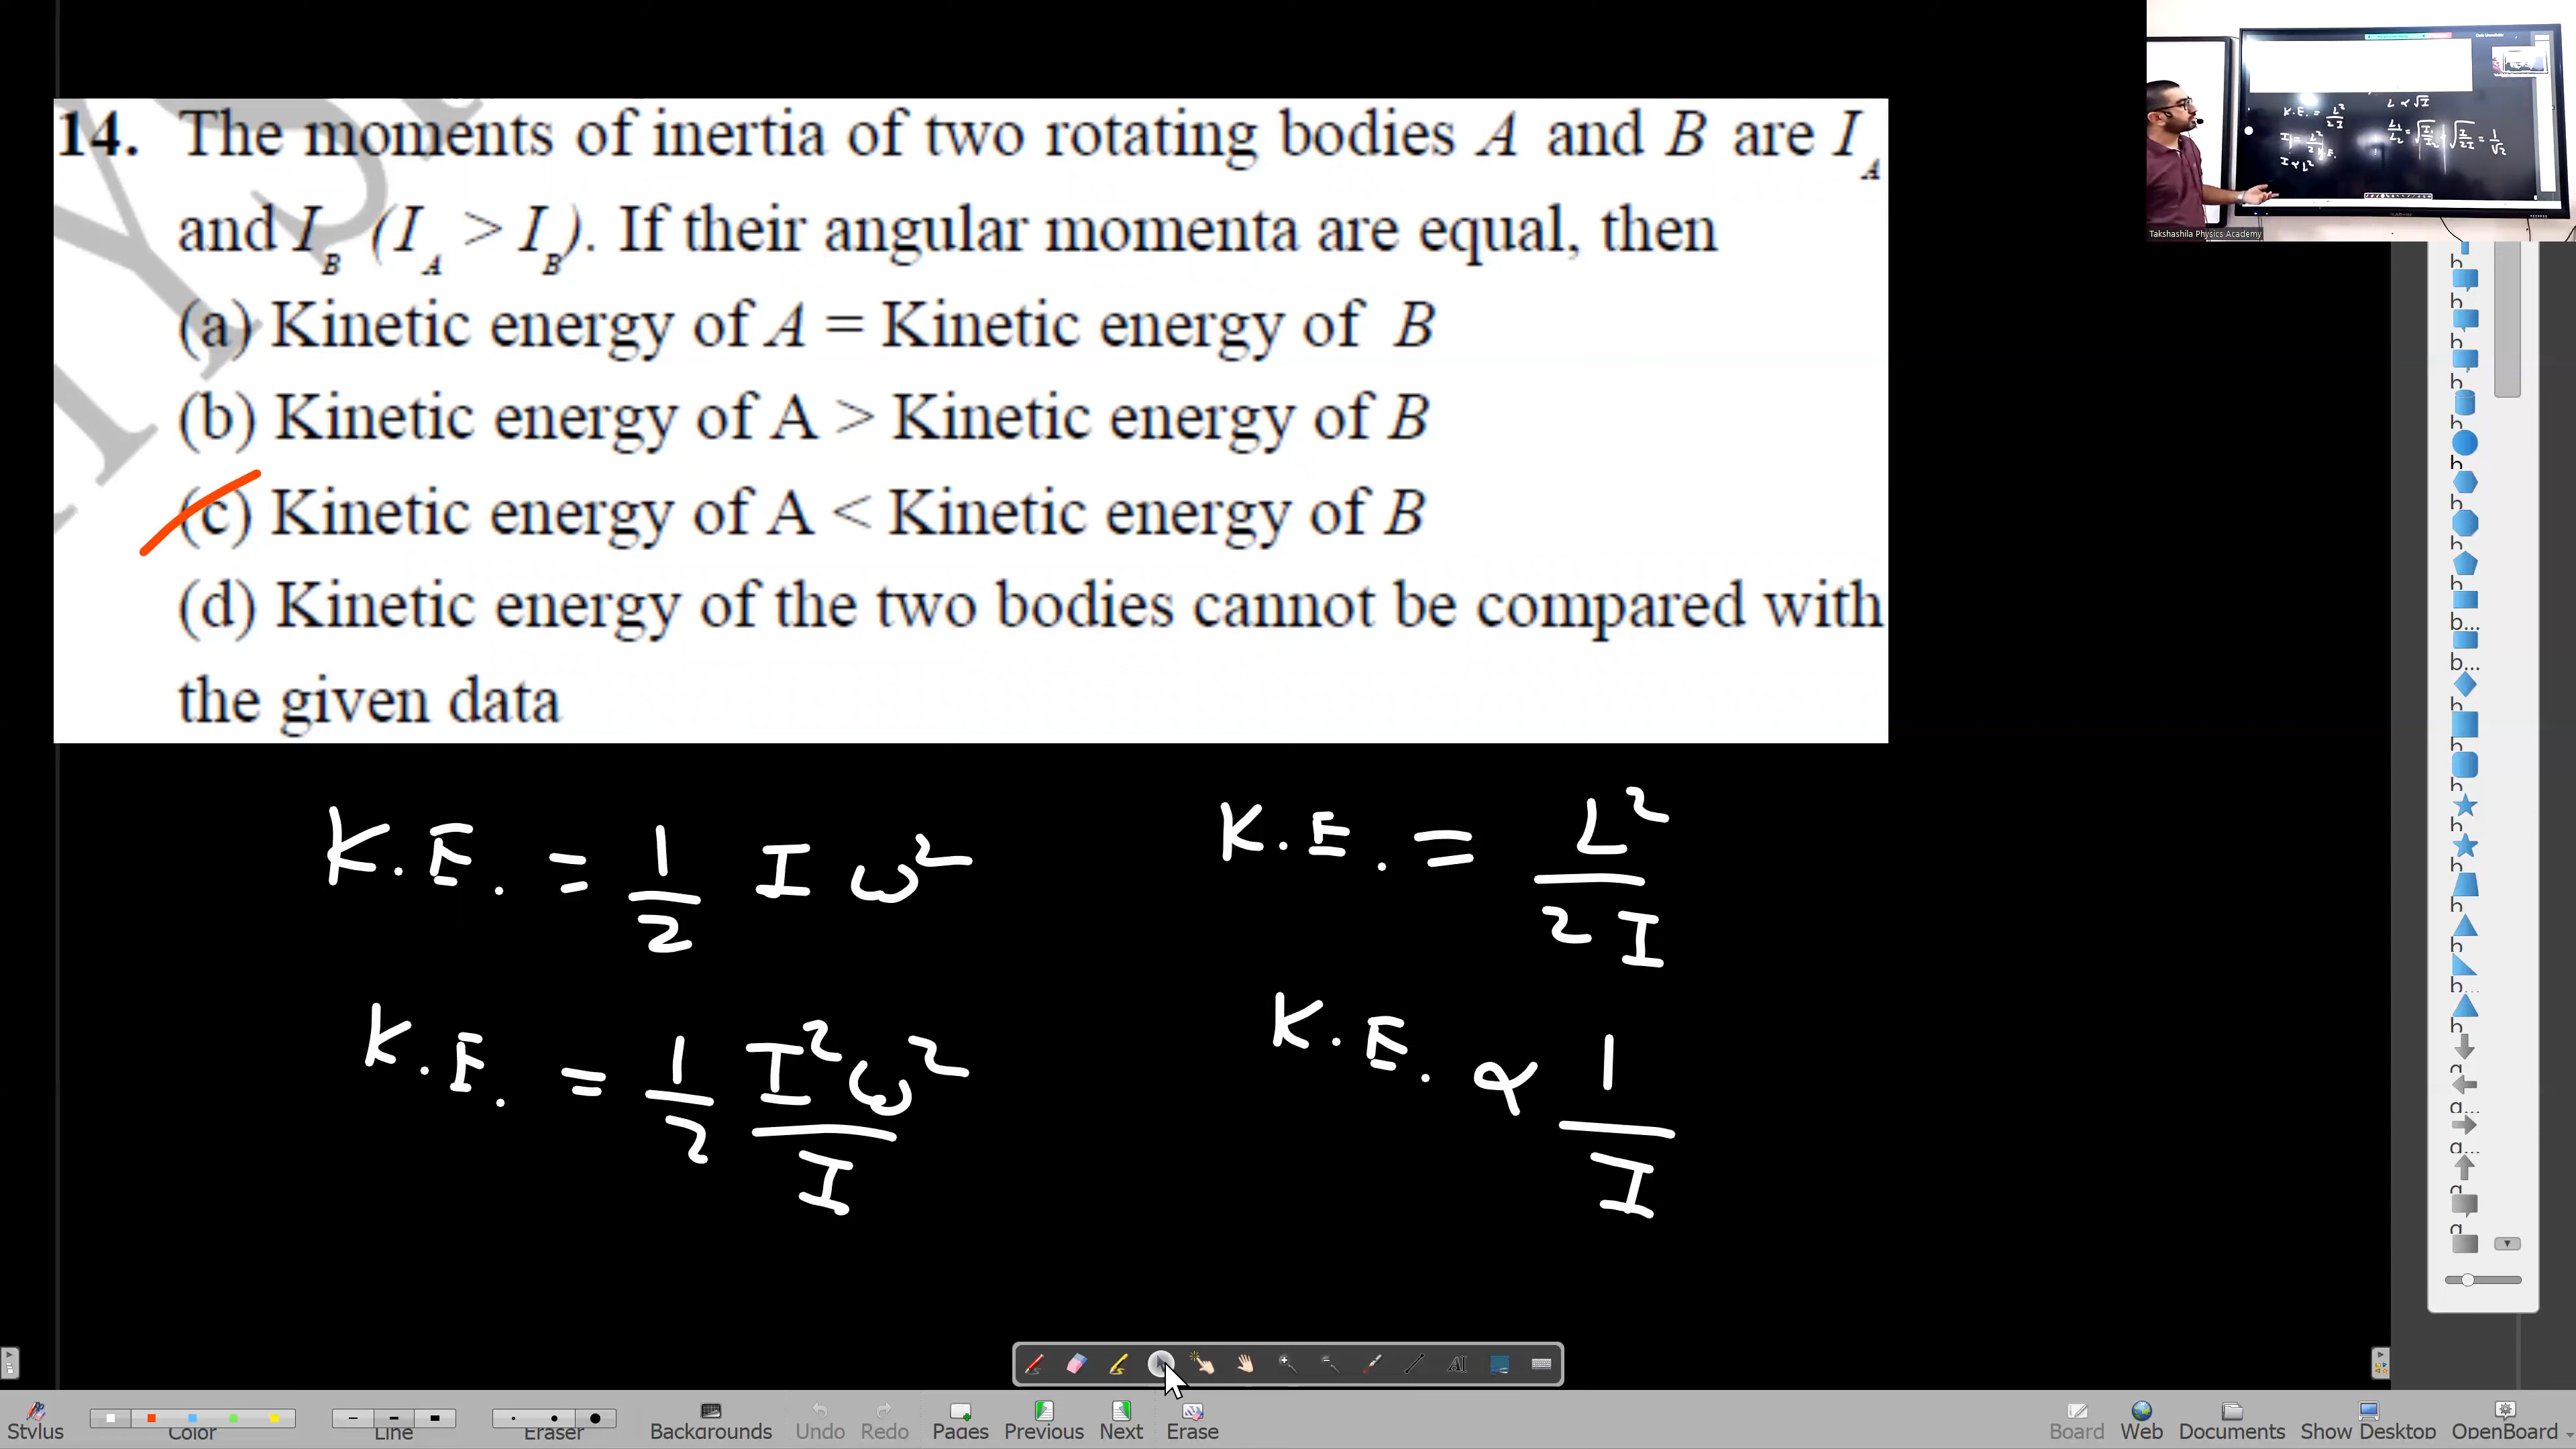 14. The moments of inertia of two rotating bodies A and B are I_A
and I_B (I_A > I_B). If their angular momenta are equal, then
(a) Kinetic energy of A = Kinetic energy of B
(b) Kinetic energy of A > Kinetic energy of B
(c) Kinetic energy of A < Kinetic energy of B
(d) Kinetic energy of the two bodies cannot be compared with
the given data
K.E. = 1/2 I ω²
K.E. = L²/2I
K.E. = 1/2 I²ω²/I
K.E. ∝ 1/I
K.E. = L²/2I
L ∝ √I
I ∝ L²
Takshashila Physics Academy
b
b
b
b
b
b
b
b
b
b...
b...
b
b
b
b
b
b
b
b...
b
a
a...
a...
a
a
Stylus
Color
Line
Eraser
Backgrounds
Undo
Redo
Pages
Previous
Next
Erase
Board
Web
Documents
Show Desktop
OpenBoard